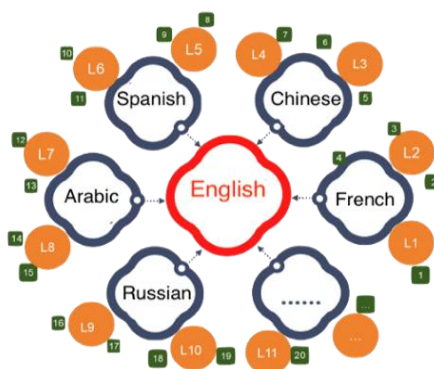 8
9
7
6
10
L6
L5
L4
L3
11
Spanish
Chinese
5
12
3
L7
L2
4
13
2
Arabic
English
French
14
L8
L1
15
1
Russian
......
...
16
L9
...
17
L10
L11
18
19
20